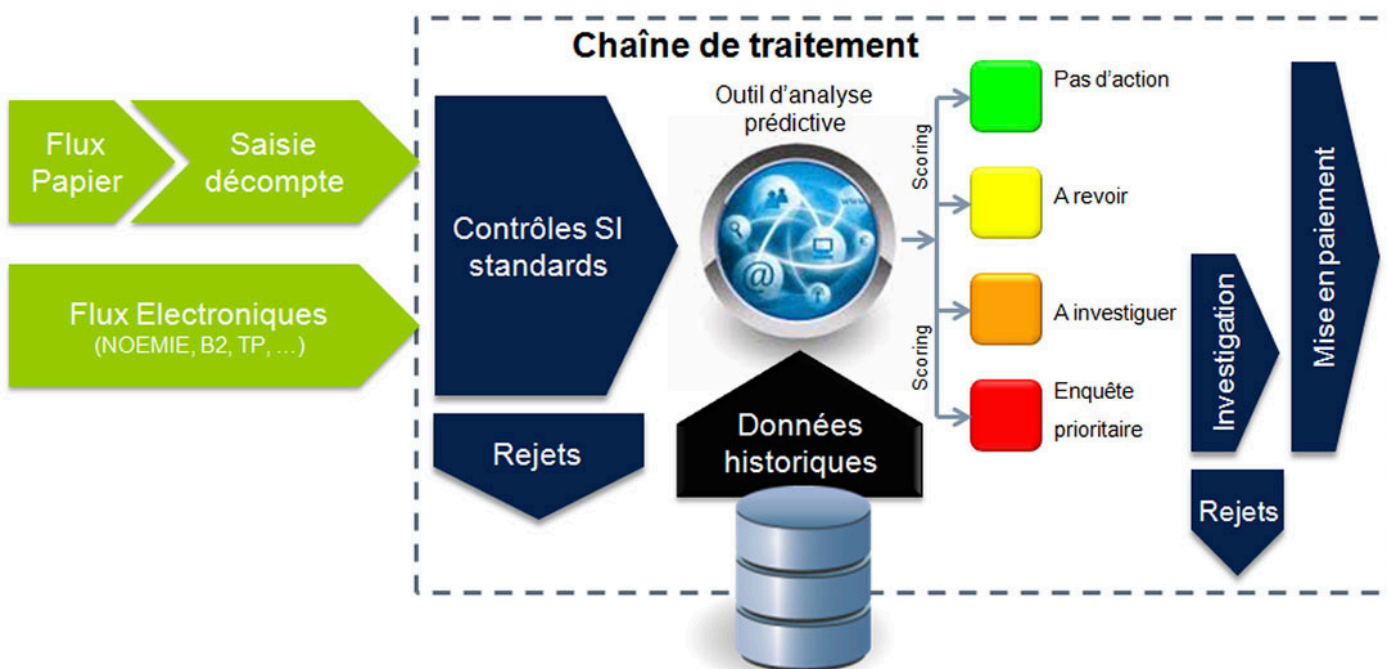 Chaîne de traitement
Flux
Papier
Saisie
décompte
Flux Electroniques
(NOEMIE, B2, TP, ...)
Contrôles SI
standards
Rejets
Outil d'analyse
prédictive
www
@
€
Données
historiques
Scoring
Scoring
Pas d'action
A revoir
A investiguer
Enquête
prioritaire
Investigation
Rejets
Mise en paiement